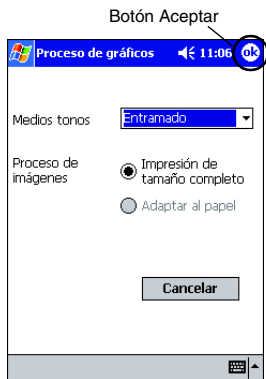 Botón Aceptar
Proceso de gráficos 11:06 ok
Medios tonos Entramado
Proceso de
imágenes
Impresión de
tamaño completo
Adaptar al papel
Cancelar